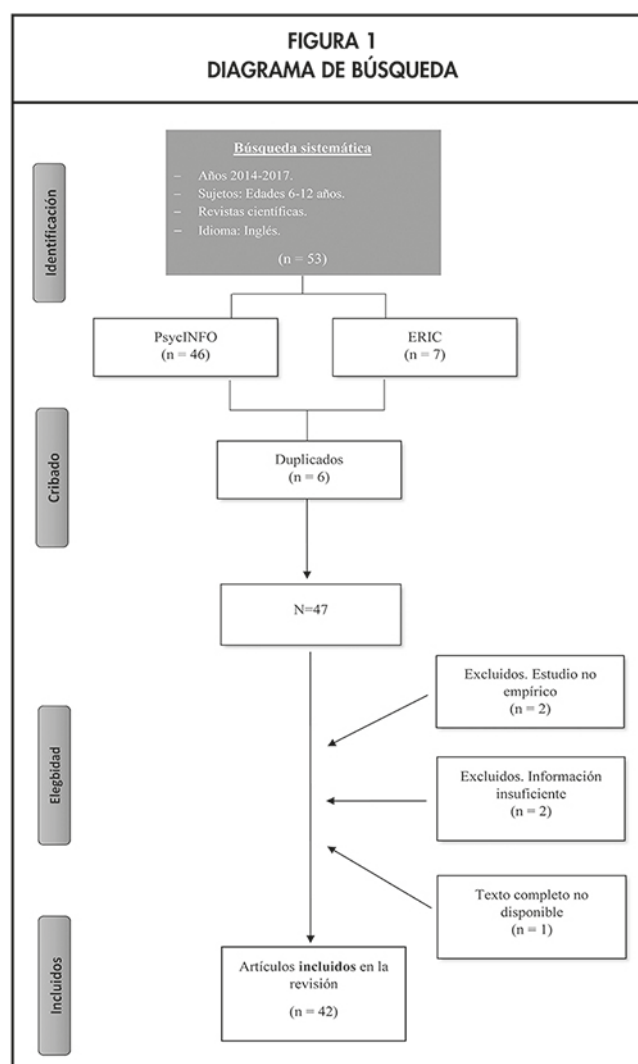 FIGURA 1
DIAGRAMA DE BÚSQUEDA
Identificación
Búsqueda sistemática
– Años 2014-2017.
– Sujetos: Edades 6-12 años.
– Revistas científicas.
– Idioma: Inglés.
(n = 53)
PsycINFO
(n = 46)
ERIC
(n = 7)
Cribado
Duplicados
(n = 6)
N=47
Elegbidad
Excluidos. Estudio no
empírico
(n = 2)
Excluidos. Información
insuficiente
(n = 2)
Texto completo no
disponible
(n = 1)
Incluidos
Artículos incluidos en la
revisión
(n = 42)